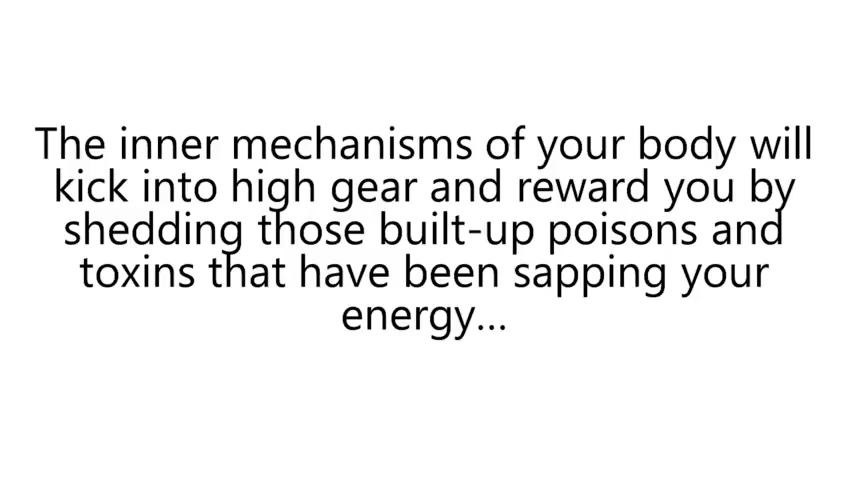 The inner mechanisms of your body will
kick into high gear and reward you by
shedding those built-up poisons and
toxins that have been sapping your
energy...